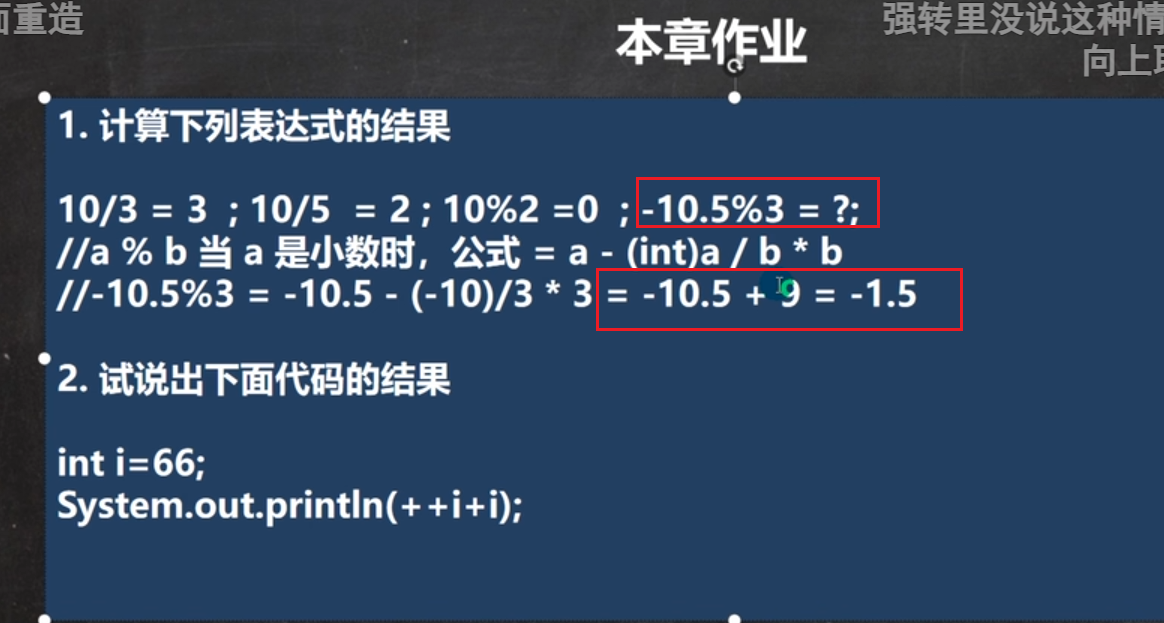 面重造
强转里没说这种情
本章作业
向上取
1. 计算下列表达式的结果
10/3 = 3 ; 10/5 = 2 ; 10%2 =0 ; -10.5%3 = ?;
//a % b 当 a 是小数时，公式 = a - (int)a / b * b
//-10.5%3 = -10.5 - (-10)/3 * 3 = -10.5 + 9 = -1.5
2. 试说出下面代码的结果
int i=66;
System.out.println(++i+i);